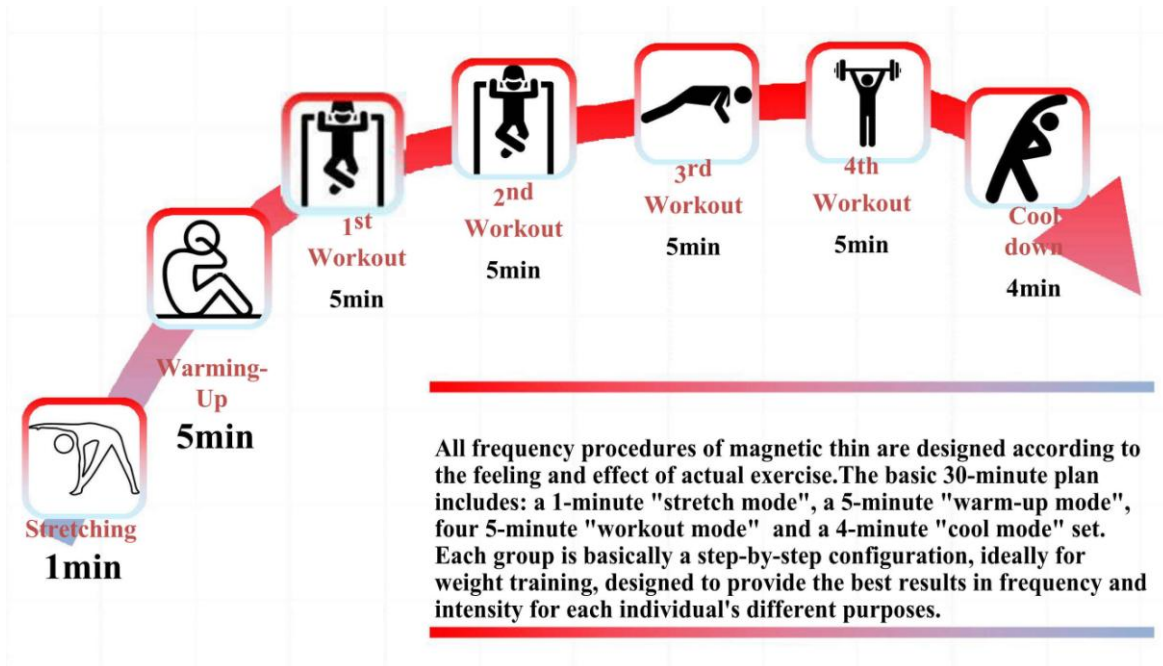 Stretching
1min
Warming-
Up
5min
1st
Workout
5min
2nd
Workout
5min
3rd
Workout
5min
4th
Workout
5min
Cool
down
4min
All frequency procedures of magnetic thin are designed according to
the feeling and effect of actual exercise.The basic 30-minute plan
includes: a 1-minute "stretch mode", a 5-minute "warm-up mode",
four 5-minute "workout mode" and a 4-minute "cool mode" set.
Each group is basically a step-by-step configuration, ideally for
weight training, designed to provide the best results in frequency and
intensity for each individual's different purposes.